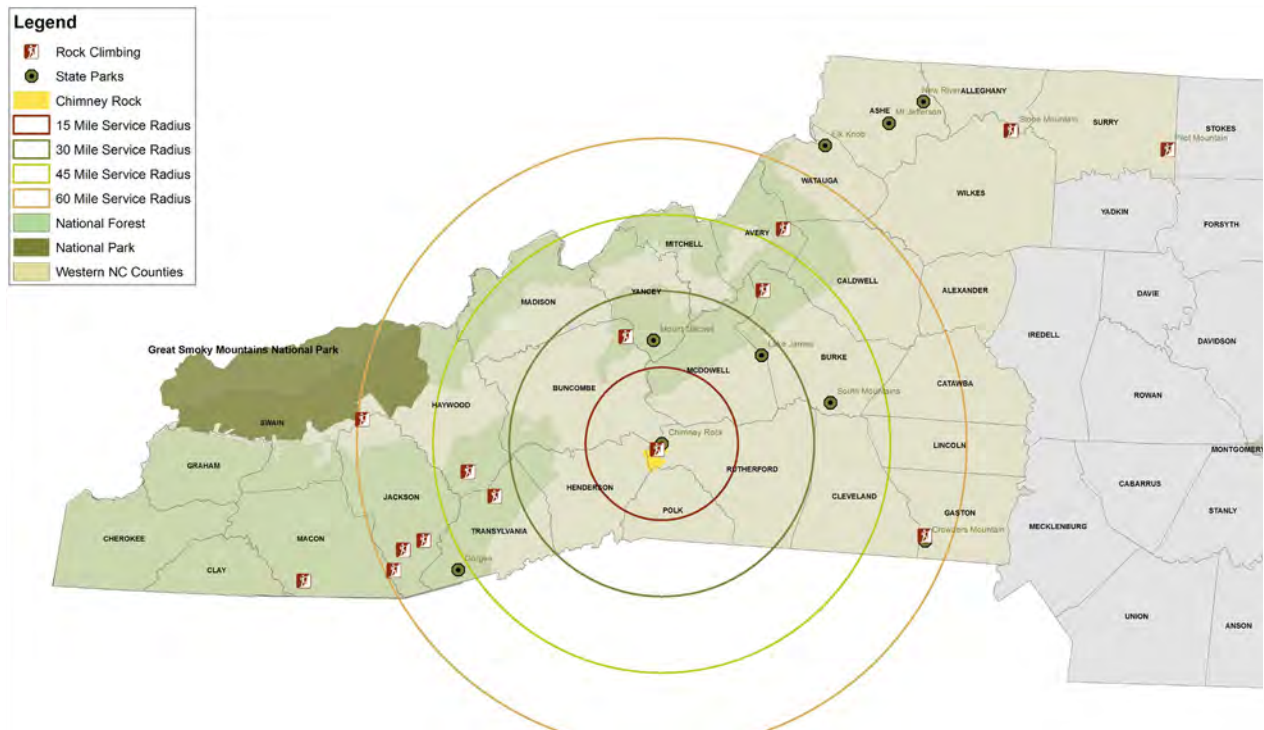 Legend
Rock Climbing
State Parks
Chimney Rock
15 Mile Service Radius
30 Mile Service Radius
45 Mile Service Radius
60 Mile Service Radius
National Forest
National Park
Western NC Counties
New River
ALLEGHANY
ASHE
Mt Jefferson
Stone Mountain
SURRY
STOKES
Pilot Mountain
Elk Knob
WATAUGA
WILKES
YADKIN
FORSYTH
AVERY
MITCHELL
CALDWELL
ALEXANDER
DAVIE
MADISON
YANCEY
IREDELL
DAVIDSON
Great Smoky Mountains National Park
Mount Mitchell
Lake James
BURKE
MCDOWELL
BUNCOMBE
CATAWBA
ROWAN
HAYWOOD
South Mountains
SWAIN
Chimney Rock
LINCOLN
MONTGOMERY
GRAHAM
RUTHERFORD
CABARRUS
HENDERSON
JACKSON
CLEVELAND
POLK
GASTON
STANLY
MECKLENBURG
TRANSYLVANIA
Crowders Mountain
CHEROKEE
MACON
CLAY
Gorges
UNION
ANSON